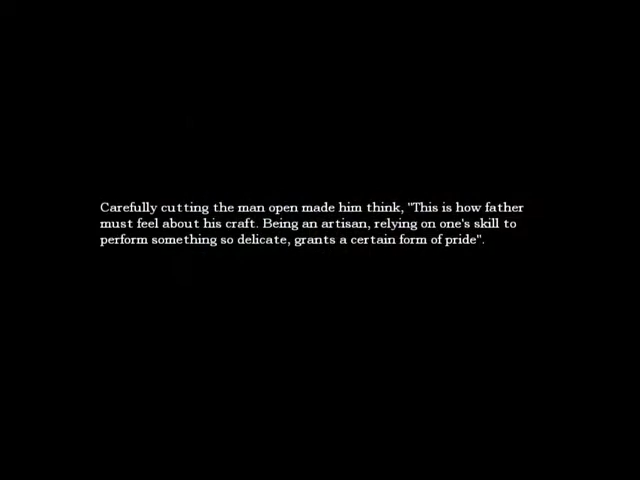 Carefully cutting the man open made him think, "This is how father
must feel about his craft. Being an artisan, relying on one's skill to
perform something so delicate, grants a certain form of pride".